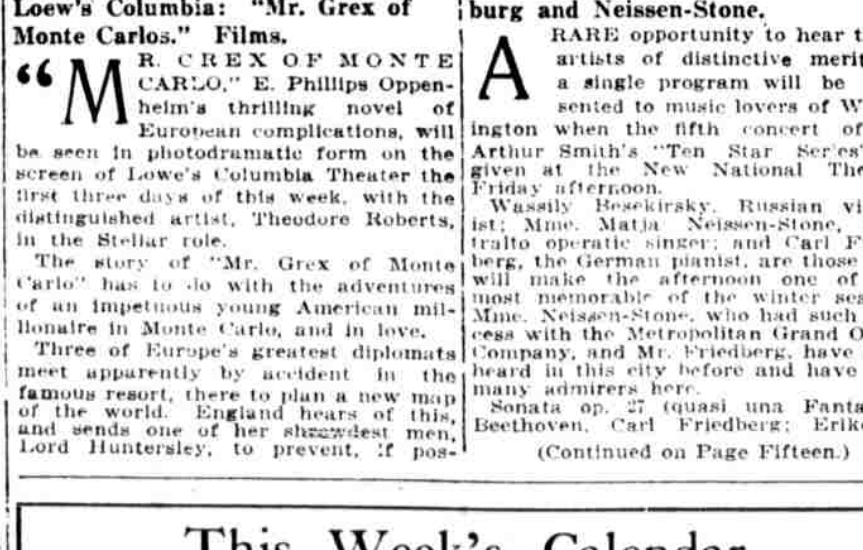 Loew's Columbia: "Mr. Grex of
Monte Carlos." Films.
"MR. CREX OF MONTE
CARLO," E. Phillips Oppen-
heim's thrilling novel of
European complications, will
be seen in photodramatic form on the
screen of Lowe's Columbia Theater the
first three days of this week, with the
distinguished artist, Theodore Roberts,
in the Stellar role.
The story of "Mr. Grex of Monte
Carlo" has to do with the adventures
of an impetuous young American mil-
lionaire in Monte Carlo, and in love.
Three of Europe's greatest diplomats
meet apparently by accident in the
famous resort, there to plan a new map
of the world. England hears of this,
and sends one of her shrewdest men,
Lord Huntersley, to prevent, if pos-
burg and Neissen-Stone.
A RARE opportunity to hear t
artists of distinctive merit
a single program will be
sented to music lovers of W
ington when the fifth concert of
Arthur Smith's "Ten Star Series"
given at the New National The
Friday afternoon.
Wassily Besekirsky, Russian vi
ist; Mme. Matja Neissen-Stone,
tralto operatic singer; and Carl F
berg, the German pianist, are those
will make the afternoon one of
most memorable of the winter sea
Mme. Neissen-Stone, who had such
cess with the Metropolitan Grand O
Company, and Mr. Friedberg, have
heard in this city before and have
many admirers here.
Sonata op. 27 (quasi una Fanta
Beethoven, Carl Friedberg; Erik
(Continued on Page Fifteen.)
This Week's Calendar